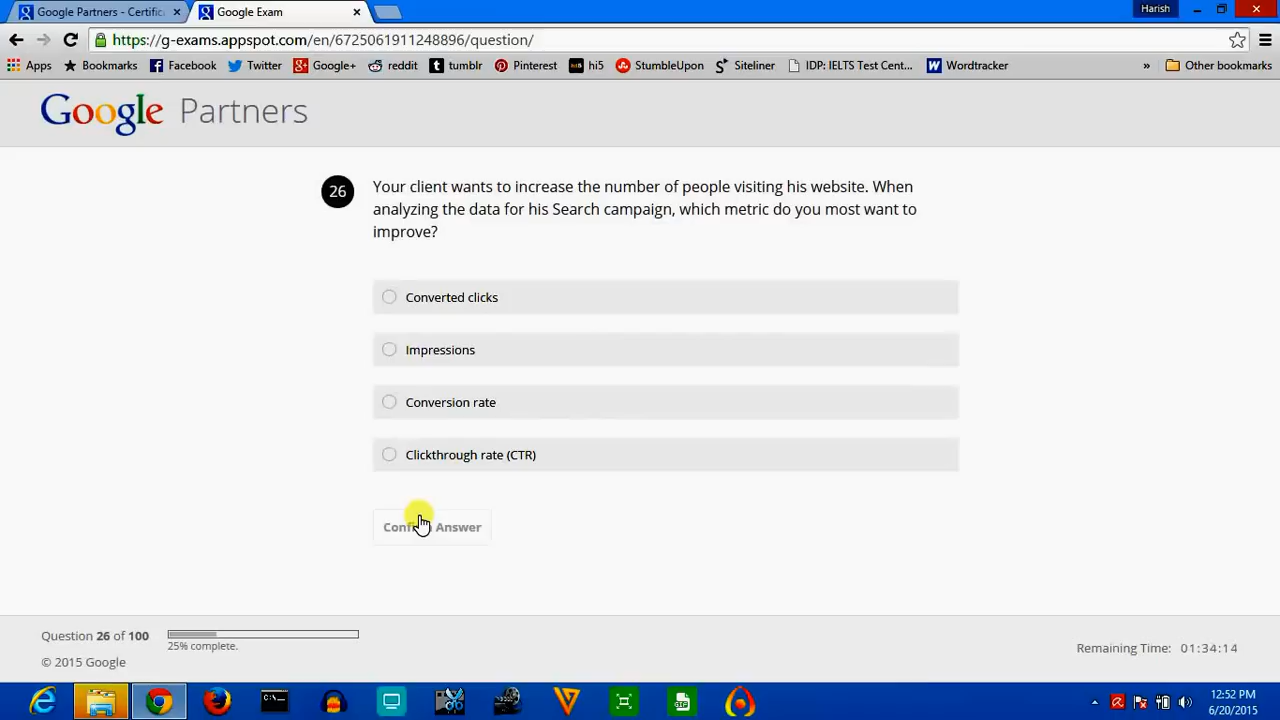 Google Partners - Certific
Google Exam
Harish
https://g-exams.appspot.com/en/6725061911248896/question/
Apps
Bookmarks
Facebook
Twitter
Google+
reddit
tumblr
Pinterest
hi5
StumbleUpon
Siteliner
IDP: IELTS Test Cent...
Wordtracker
»
Other bookmarks
Google Partners
26
Your client wants to increase the number of people visiting his website. When
analyzing the data for his Search campaign, which metric do you most want to
improve?
Converted clicks
Impressions
Conversion rate
Clickthrough rate (CTR)
Confirm Answer
Question 26 of 100
25% complete.
© 2015 Google
Remaining Time: 01:34:14
12:52 PM
6/20/2015